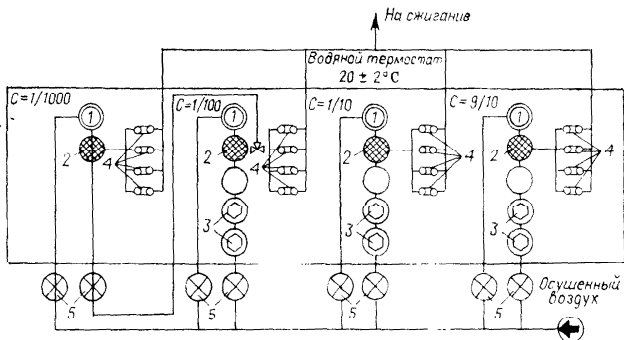 На сжигание
Водяной термостат
20 ± 2°С
С=1/1000
С=1/100
С=1/10
С=9/10
1
1
1
1
2
2
2
2
4
4
4
4
3
3
3
5
5
5
5
Осушенный
воздух